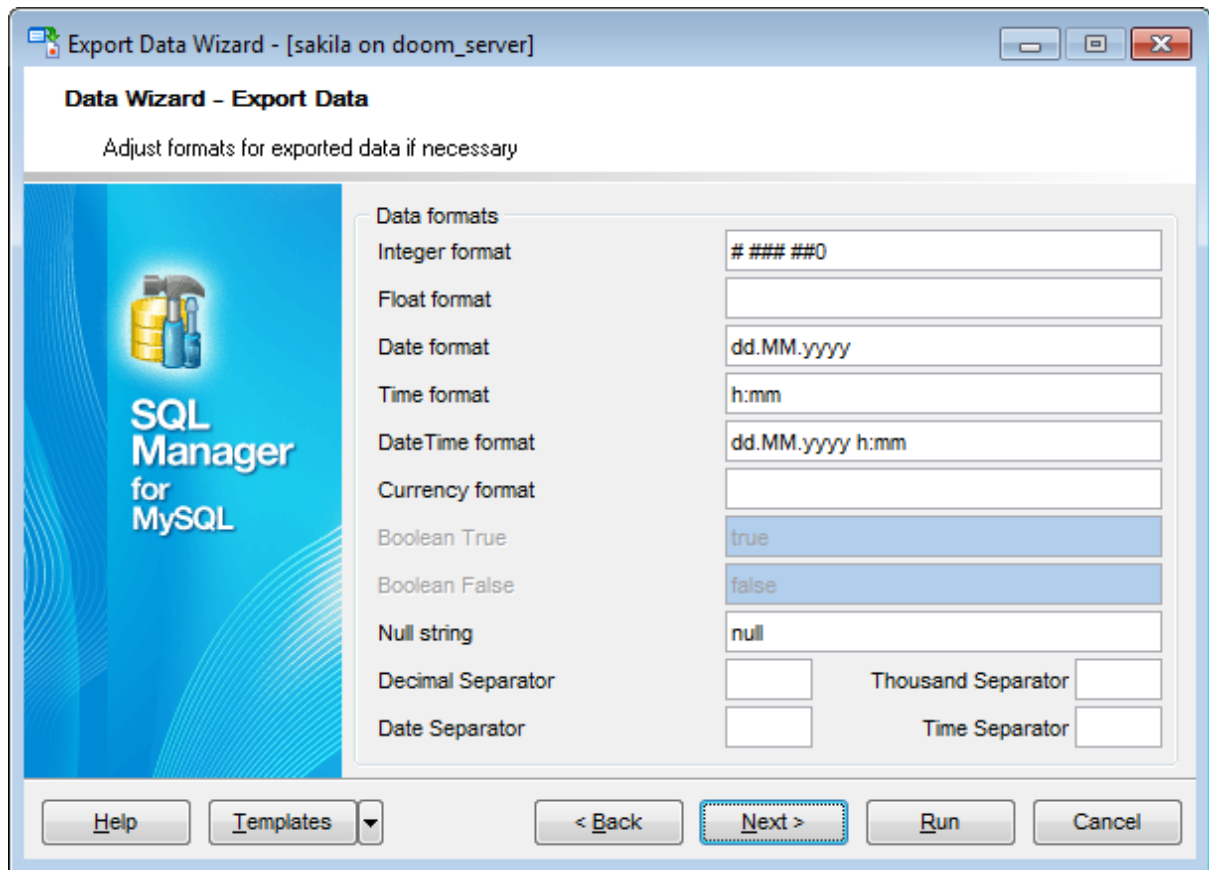 Export Data Wizard - [sakila on doom_server]
Data Wizard – Export Data
Adjust formats for exported data if necessary
SQL
Manager
for
MySQL
Data formats
Integer format # ### ##0
Float format
Date format dd.MM.yyyy
Time format h:mm
DateTime format dd.MM.yyyy h:mm
Currency format
Boolean True true
Boolean False false
Null string null
Decimal Separator Thousand Separator
Date Separator Time Separator
Help Templates < Back Next > Run Cancel